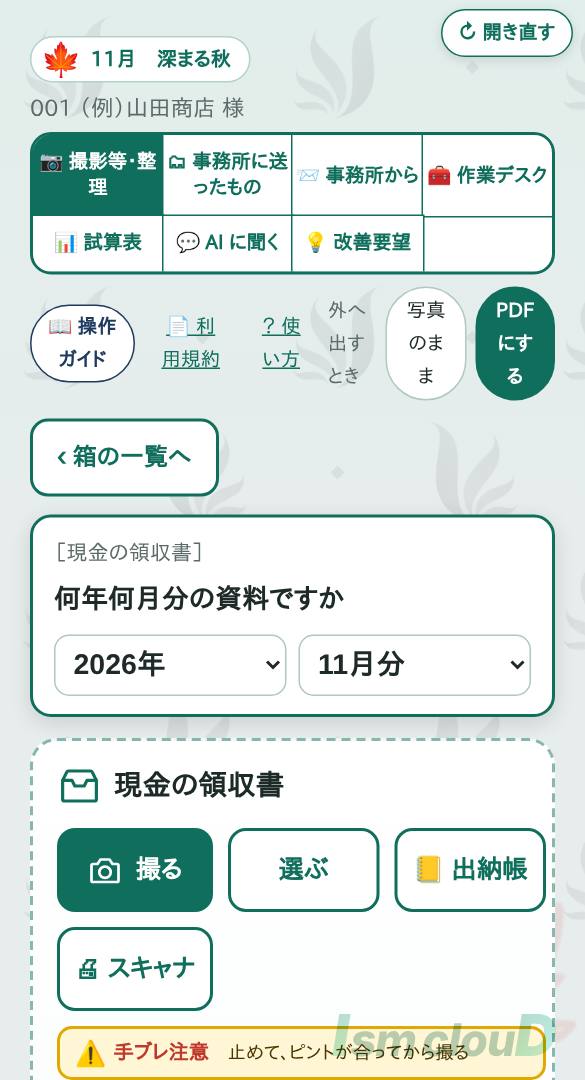 開き直す
11月 深まる秋
001 (例)山田商店 様
撮影等・整
理
事務所に送
ったもの
事務所から
作業デスク
試算表
AI に聞く
改善要望
操作
ガイド
利
用規約
? 使
い方
外へ
出す
とき
写真
のま
ま
PDF
にす
る
‹ 箱の一覧へ
［現金の領収書］
何年何月分の資料ですか
2026年
11月分
現金の領収書
撮る
選ぶ
出納帳
スキャナ
手ブレ注意 止めて、ピントが合ってから撮る
Ism clouD